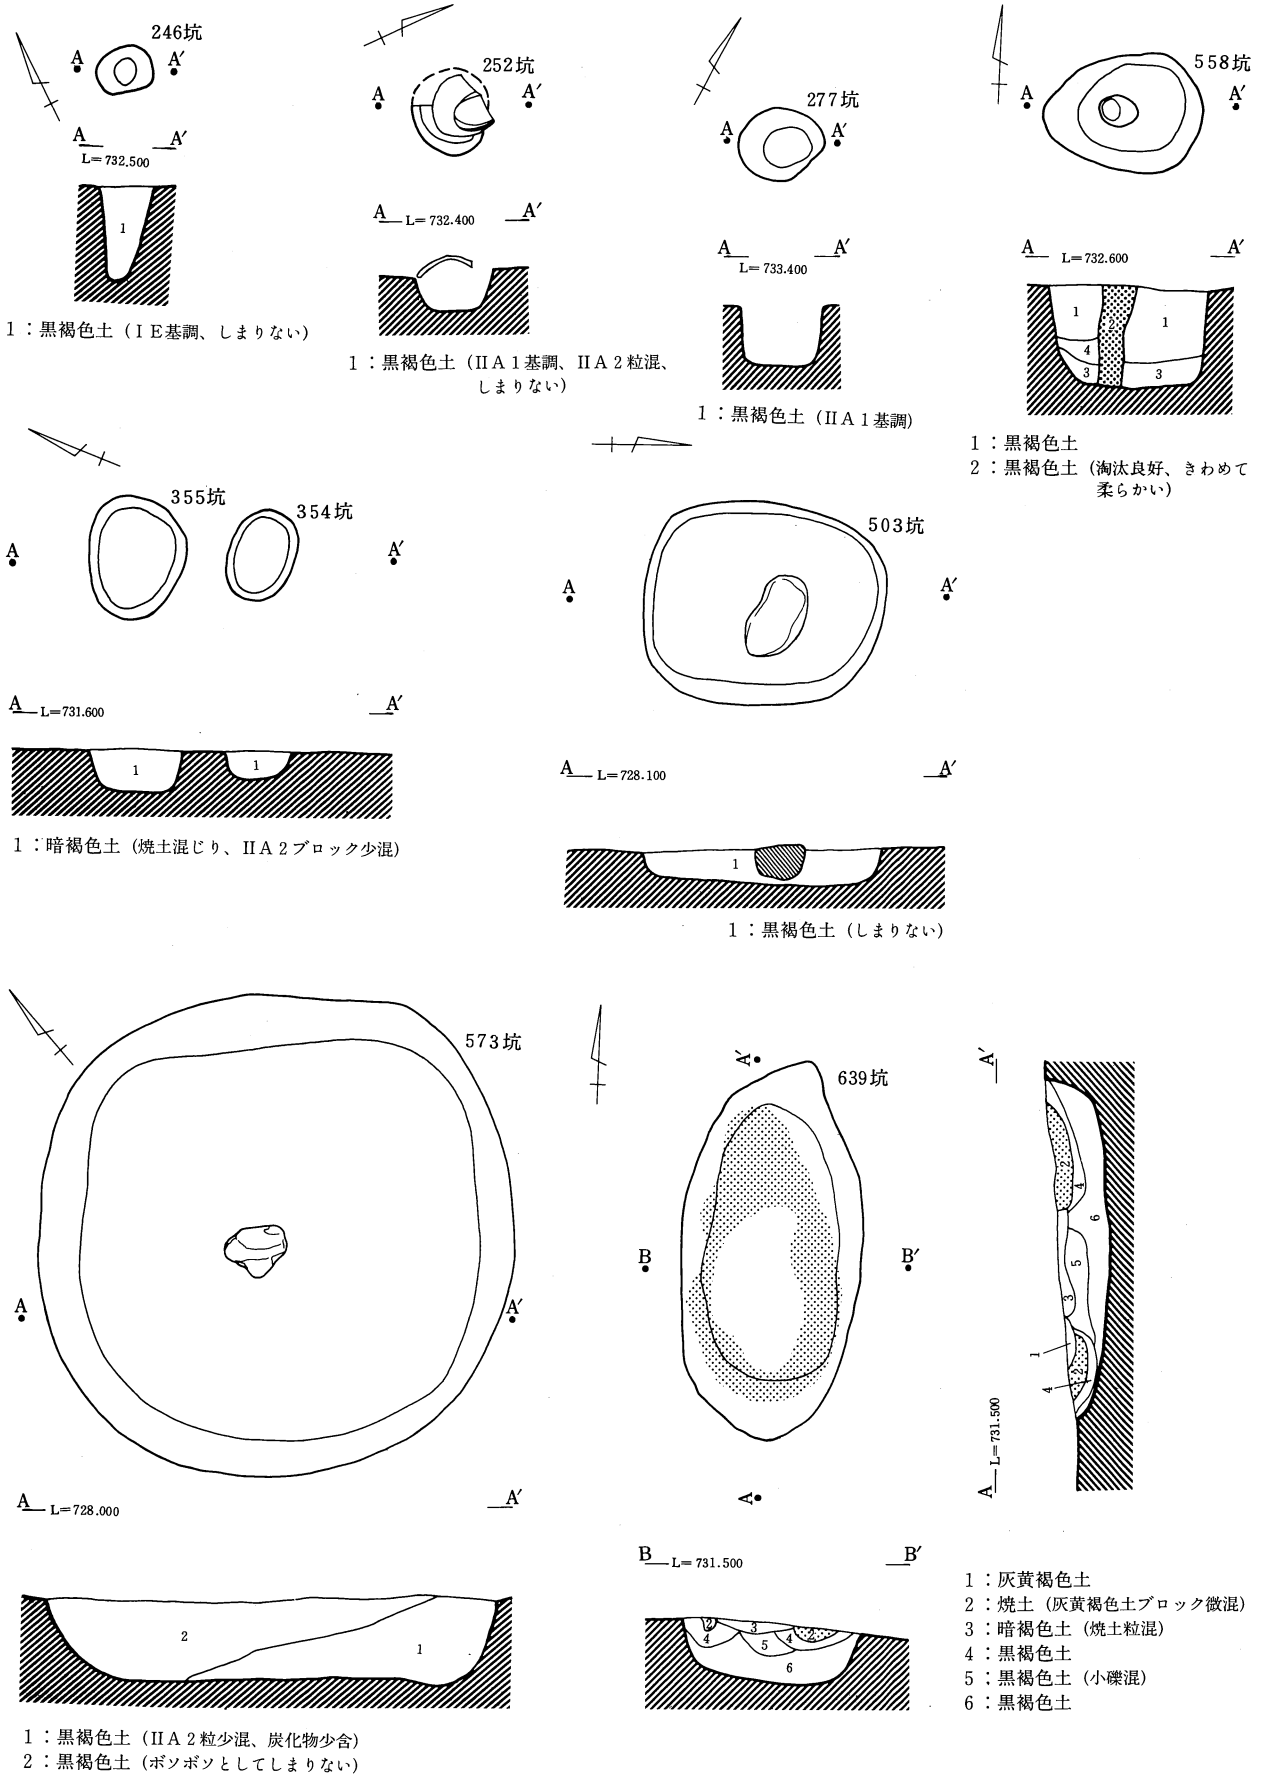 246坑
A A′
A A′
L=732.500
1
1：黒褐色土（ⅠE基調、しまりない）
252坑
A A′
A L=732.400 A′
1：黒褐色土（ⅡA1基調、ⅡA2粒混、
しまりない）
277坑
A A′
A A′
L=733.400
1：黒褐色土（ⅡA1基調）
558坑
A A′
A L=732.600 A′
1 2 1
4
3 3
1：黒褐色土
2：黒褐色土（淘汰良好、きわめて
柔らかい）
355坑
354坑
A A′
A L=731.600 A′
1 1
1：暗褐色土（焼土混じり、ⅡA2ブロック少混）
503坑
A A′
A L=728.100 A′
1
1：黒褐色土（しまりない）
573坑
A A′
A L=728.000 A′
2 1
1：黒褐色土（ⅡA2粒少混、炭化物少含）
2：黒褐色土（ボソボソとしてしまりない）
639坑
A′
B B′
A
A′
2
4
6
5
3
1
2
4
A L=731.500
B L=731.500 B′
2 3 2
4 5 4
6
1：灰黄褐色土
2：焼土（灰黄褐色土ブロック微混）
3：暗褐色土（焼土粒混）
4：黒褐色土
5：黒褐色土（小礫混）
6：黒褐色土